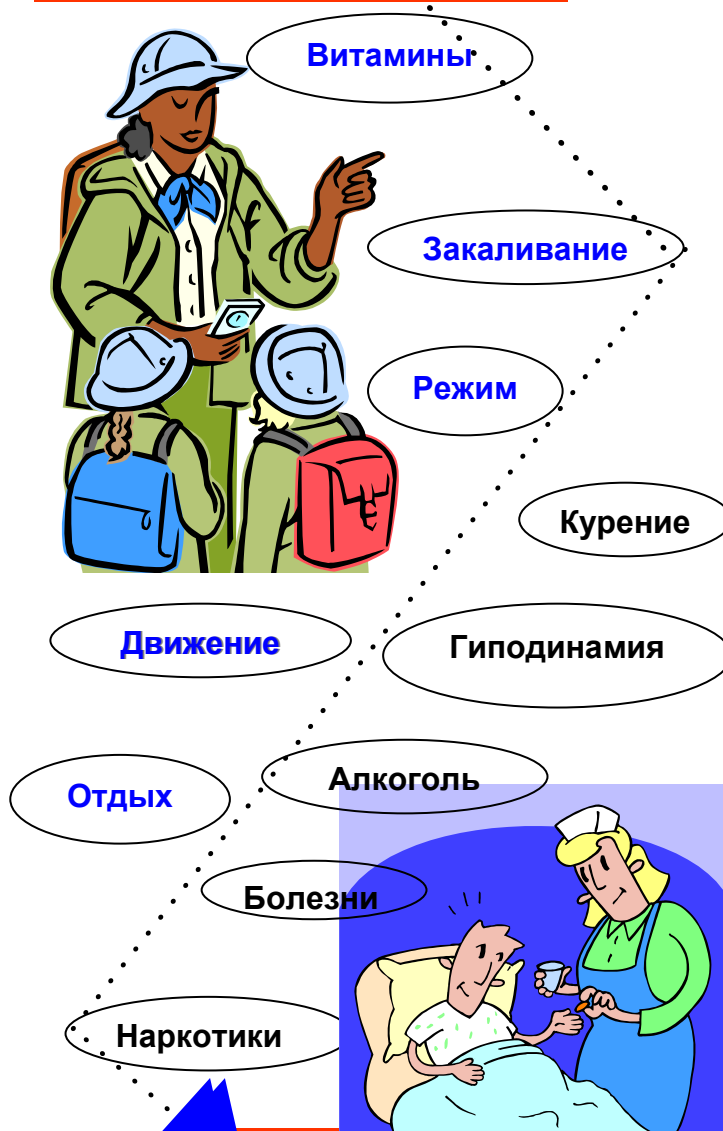 Витамины
Закаливание
Режим
Курение
Движение
Гиподинамия
Отдых
Алкоголь
Болезни
Наркотики